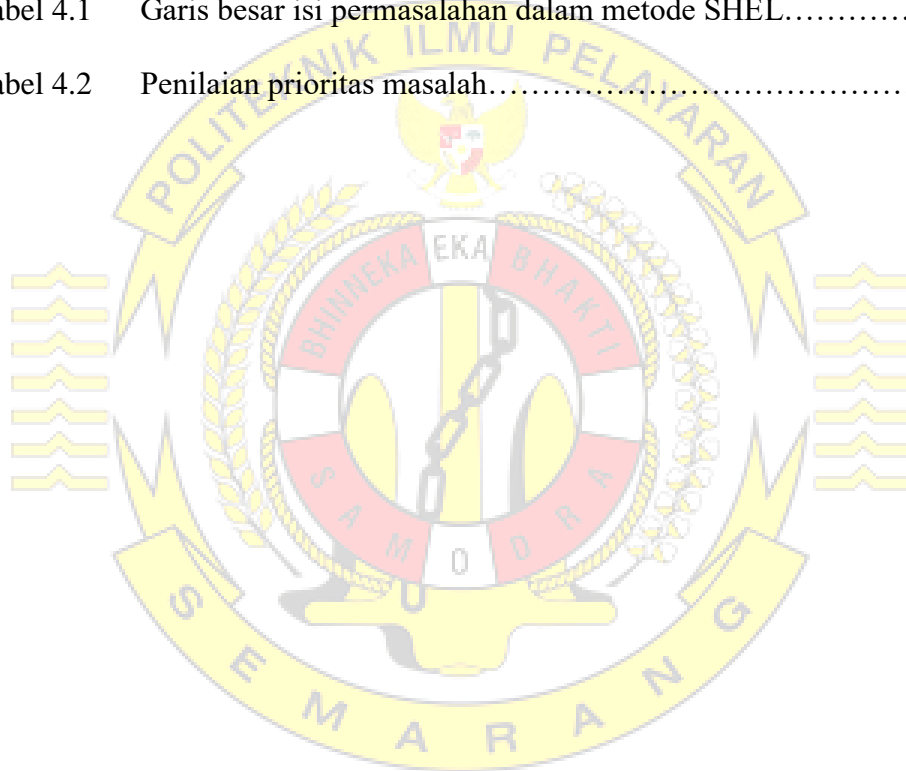 abel 4.1 Garis besar isi permasalahan dalam metode SHEL…………
abel 4.2 Penilaian prioritas masalah…………………………………
POLITEKNIK ILMU PELAYARAN
BHINNEKA EKA BHAKTI
SAMODRA
SEMARANG